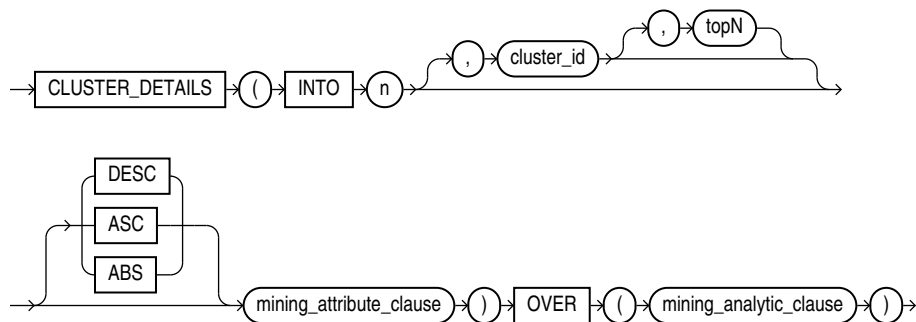 , topN
, cluster_id
CLUSTER_DETAILS ( INTO n
DESC
ASC
ABS
mining_attribute_clause ) OVER ( mining_analytic_clause )